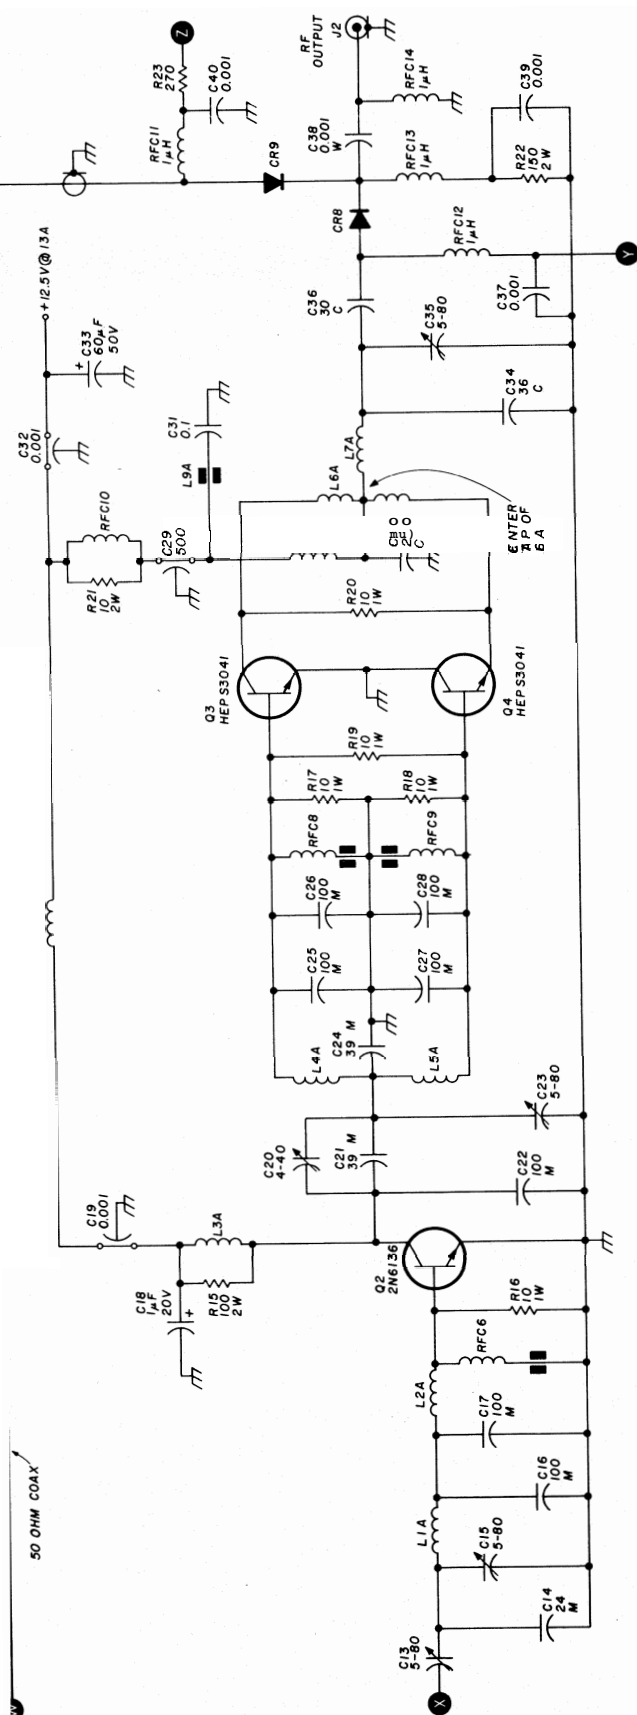 Z
R23
270
C40
0.001
RFC11
1μH
CR9
RF
OUTPUT
J2
RFC14
1μH
C38
0.001
W
RFC13
1μH
C39
0.001
R22
150
2W
CR8
RFC12
1μH
C37
0.001
Y
C36
30
C
C35
5-80
C34
36
C
+12.5V@13A
+
C33
60μF
50V
C32
0.001
C31
0.1
L9A
L7A
L6A
ENTER
AP OF
6A
RFC10
R21
10
2W
C29
500
C
R20
10
1W
Q3
HEPS3041
Q4
HEPS3041
R19
10
1W
R17
10
1W
R18
10
1W
RFC8
RFC9
C26
100
M
C28
100
M
C25
100
M
C27
100
M
C24
39
M
L4A
L5A
C20
4-40
C21
39
M
C23
5-80
C22
100
M
C19
0.001
L3A
C18
1μF
20V
+
R15
100
2W
Q2
2N6136
R16
10
1W
RFC6
L2A
C17
100
M
C16
100
M
L1A
C15
5-80
C14
24
M
C13
5-80
X
50 OHM COAX